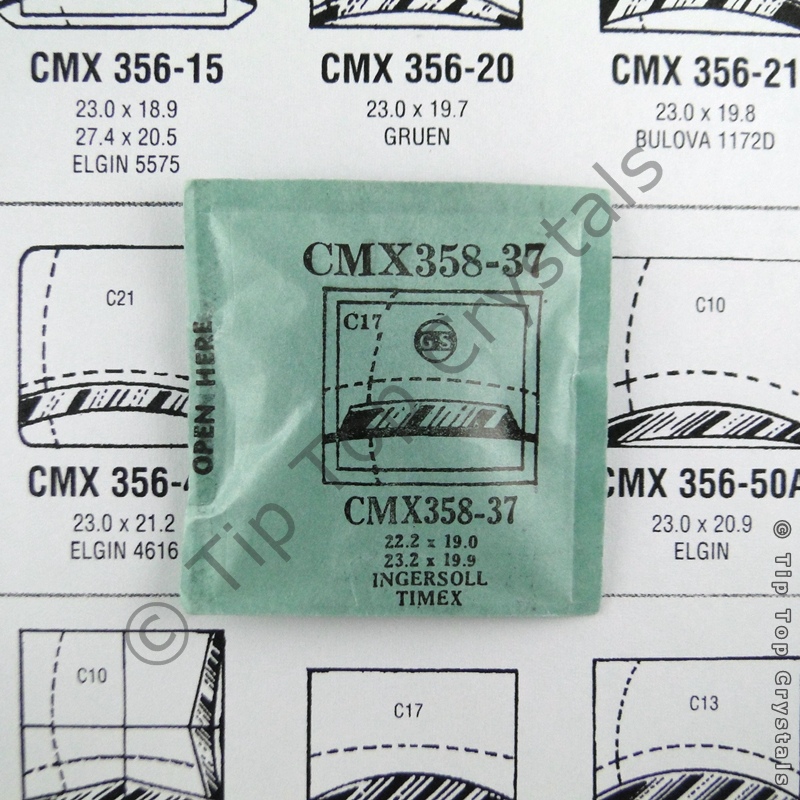 CMX 356-15
23.0 x 18.9
27.4 x 20.5
ELGIN 5575
CMX 356-20
23.0 x 19.7
GRUEN
CMX 356-21
23.0 x 19.8
BULOVA 1172D
C21
CMX 356-
23.0 x 21.2
ELGIN 4616
OPEN HERE
CMX358-37
C17
GS
CMX358-37
22.2 x 19.0
23.2 x 19.9
INGERSOLL
TIMEX
C10
CMX 356-50A
23.0 x 20.9
ELGIN
C10
C17
C13
© Tip Top Crystals
© Tip Top Crystals